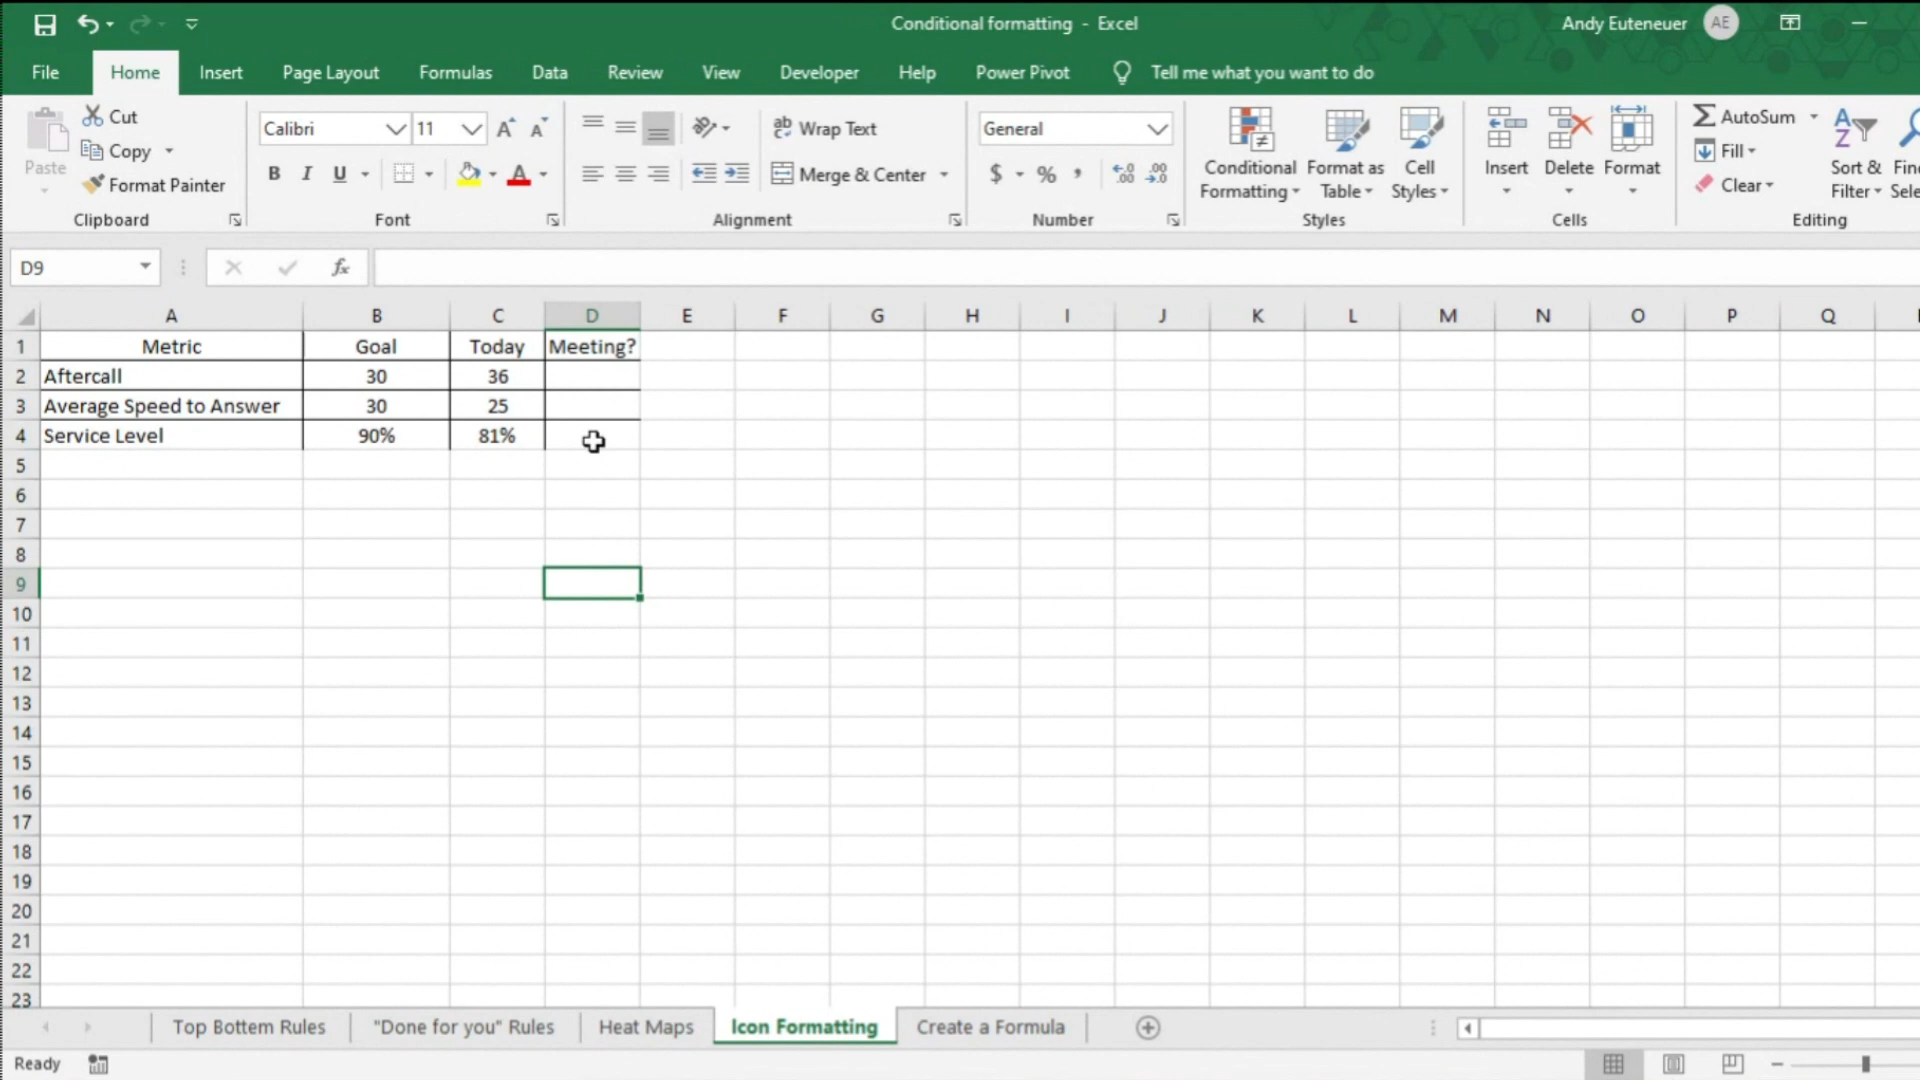 Conditional formatting - Excel
Andy Euteneuer AE
File Home Insert Page Layout Formulas Data Review View Developer Help Power Pivot Tell me what you want to do
Paste
Cut
Copy
Format Painter
Clipboard
Calibri 11
B I U
Font
Wrap Text
Merge & Center
Alignment
General
$ % ,
Number
Conditional Formatting
Format as Table
Cell Styles
Styles
Insert Delete Format
Cells
AutoSum
Fill
Clear
Sort & Filter
Editing
D9
fx
A B C D E F G H I J K L M N O P Q
1 Metric Goal Today Meeting?
2 Aftercall 30 36
3 Average Speed to Answer 30 25
4 Service Level 90% 81%
5
6
7
8
9
10
11
12
13
14
15
16
17
18
19
20
21
22
23
Top Bottem Rules "Done for you" Rules Heat Maps Icon Formatting Create a Formula
Ready